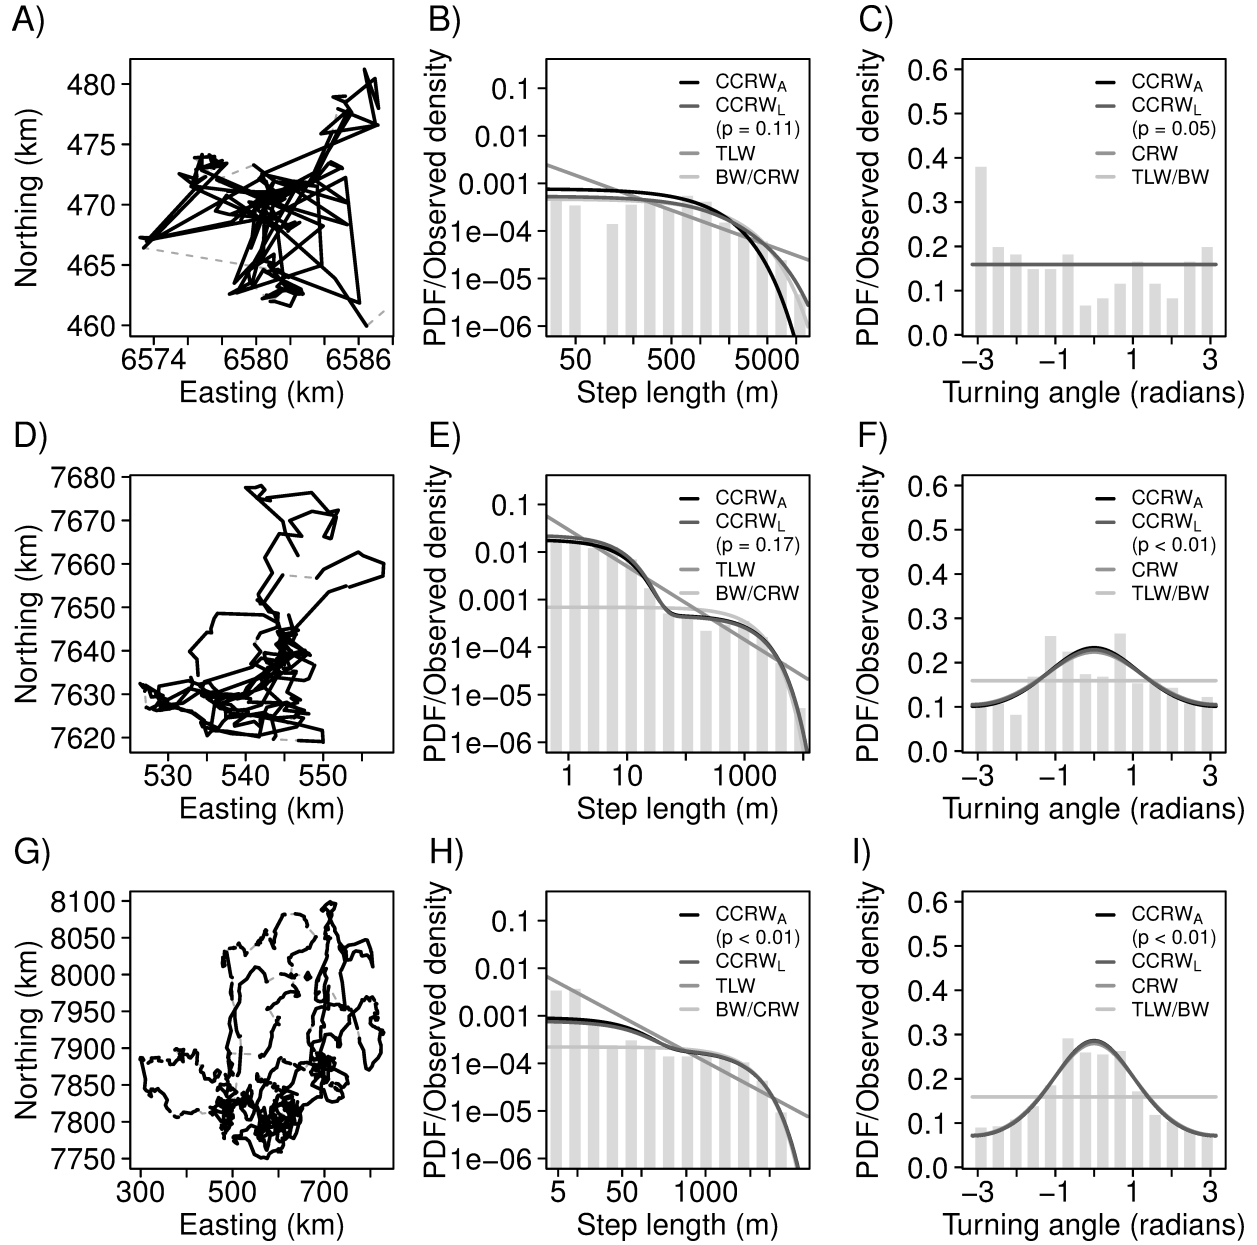 A)
Northing (km)
480
475
470
465
460
6574 6580 6586
Easting (km)
B)
PDF/Observed density
0.1
0.01
0.001
1e−04
1e−05
1e−06
CCRWA
CCRWL
(p = 0.11)
TLW
BW/CRW
50 500 5000
Step length (m)
C)
PDF/Observed density
0.6
0.5
0.4
0.3
0.2
0.1
0.0
CCRWA
CCRWL
(p = 0.05)
CRW
TLW/BW
−3 −1 1 3
Turning angle (radians)
D)
Northing (km)
7680
7670
7660
7650
7640
7630
7620
530 540 550
Easting (km)
E)
PDF/Observed density
0.1
0.01
0.001
1e−04
1e−05
1e−06
CCRWA
CCRWL
(p = 0.17)
TLW
BW/CRW
1 10 1000
Step length (m)
F)
PDF/Observed density
0.6
0.5
0.4
0.3
0.2
0.1
0.0
CCRWA
CCRWL
(p < 0.01)
CRW
TLW/BW
−3 −1 1 3
Turning angle (radians)
G)
Northing (km)
8100
8050
8000
7950
7900
7850
7800
7750
300 500 700
Easting (km)
H)
PDF/Observed density
0.1
0.01
0.001
1e−04
1e−05
1e−06
CCRWA
(p < 0.01)
CCRWL
TLW
BW/CRW
5 50 1000
Step length (m)
I)
PDF/Observed density
0.6
0.5
0.4
0.3
0.2
0.1
0.0
CCRWA
(p < 0.01)
CCRWL
CRW
TLW/BW
−3 −1 1 3
Turning angle (radians)